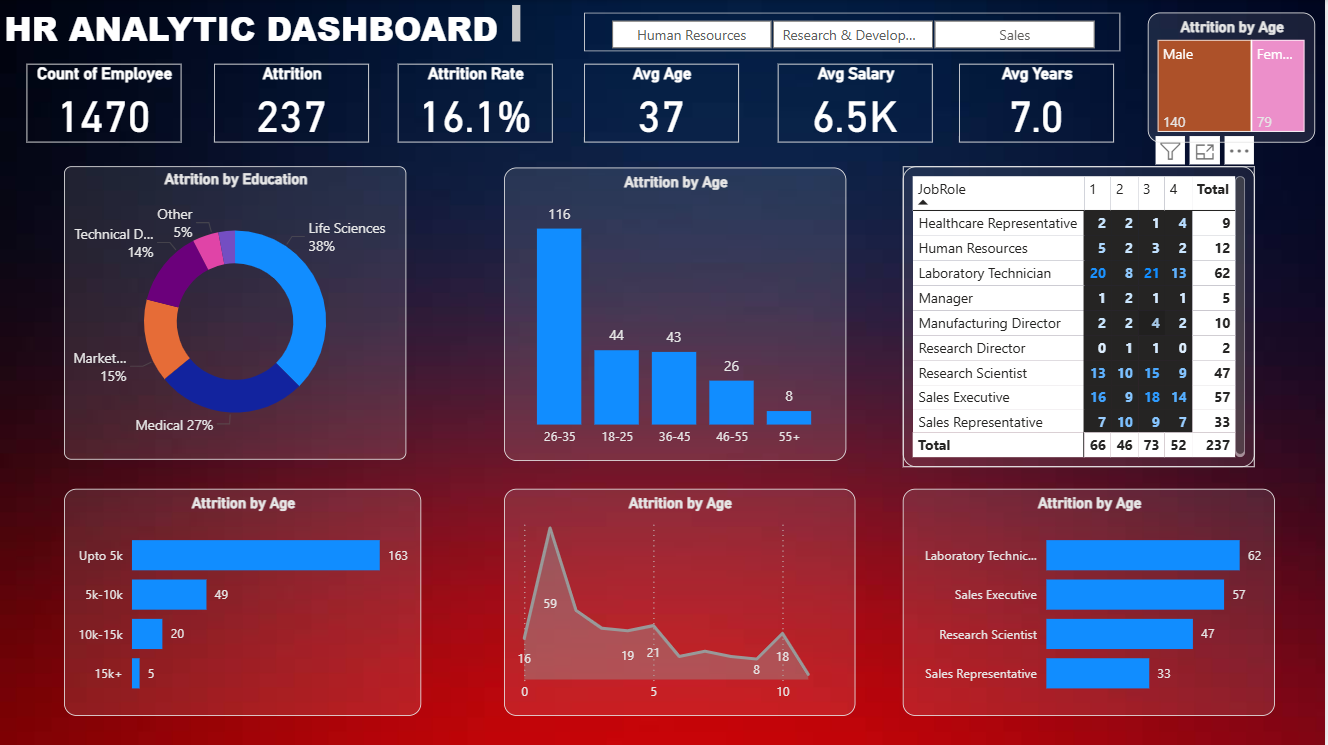 HR ANALYTIC DASHBOARD
Human Resources
Research & Develop...
Sales
Attrition by Age
Male
Fem...
140
79
Count of Employee
1470
Attrition
237
Attrition Rate
16.1%
Avg Age
37
Avg Salary
6.5K
Avg Years
7.0
Attrition by Education
Other
5%
Technical D...
14%
Life Sciences
38%
Market...
15%
Medical 27%
Attrition by Age
116
44
43
26
8
26-35 18-25 36-45 46-55 55+
JobRole 1 2 3 4 Total
Healthcare Representative 2 2 1 4 9
Human Resources 5 2 3 2 12
Laboratory Technician 20 8 21 13 62
Manager 1 2 1 1 5
Manufacturing Director 2 2 4 2 10
Research Director 0 1 1 0 2
Research Scientist 13 10 15 9 47
Sales Executive 16 9 18 14 57
Sales Representative 7 10 9 7 33
Total 66 46 73 52 237
Attrition by Age
Upto 5k 163
5k-10k 49
10k-15k 20
15k+ 5
Attrition by Age
59
16
19
21
8
18
0 5 10
Attrition by Age
Laboratory Technic... 62
Sales Executive 57
Research Scientist 47
Sales Representative 33